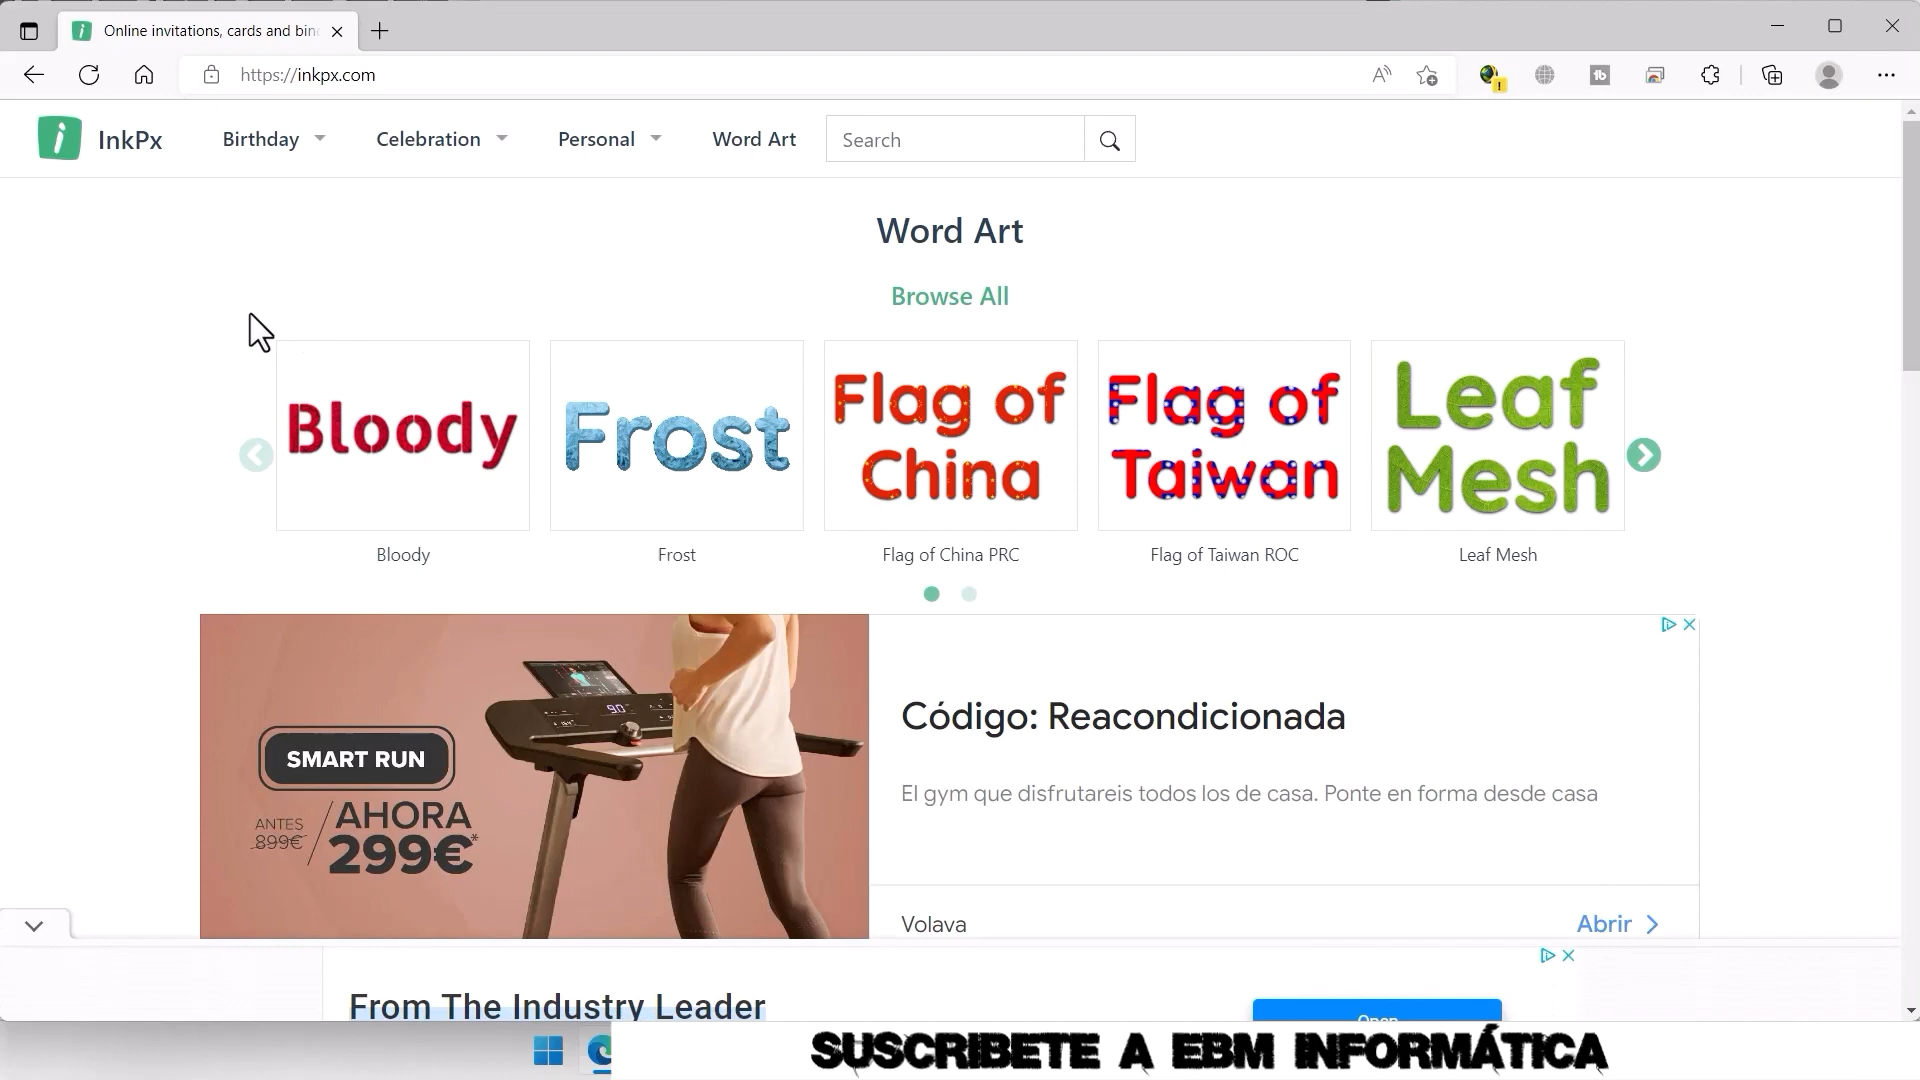 Online invitations, cards and bin
https://inkpx.com
InkPx
Birthday
Celebration
Personal
Word Art
Search
Word Art
Browse All
Bloody
Frost
Flag of
China
Flag of
Taiwan
Leaf
Mesh
Bloody
Frost
Flag of China PRC
Flag of Taiwan ROC
Leaf Mesh
SMART RUN
ANTES
899€
AHORA
299€*
9.0
Código: Reacondicionada
El gym que disfrutareis todos los de casa. Ponte en forma desde casa
Volava
Abrir
From The Industry Leader
Open
SUSCRIBETE A EBM INFORMÁTICA